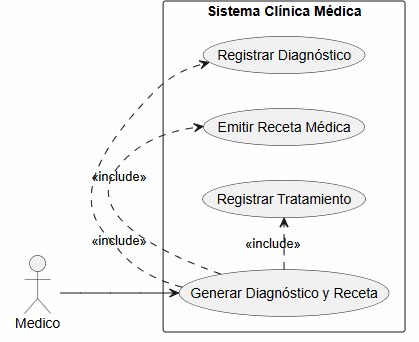 Sistema Clínica Médica
Registrar Diagnóstico
Emitir Receta Médica
«include»
Registrar Tratamiento
«include»
«include»
Generar Diagnóstico y Receta
Medico